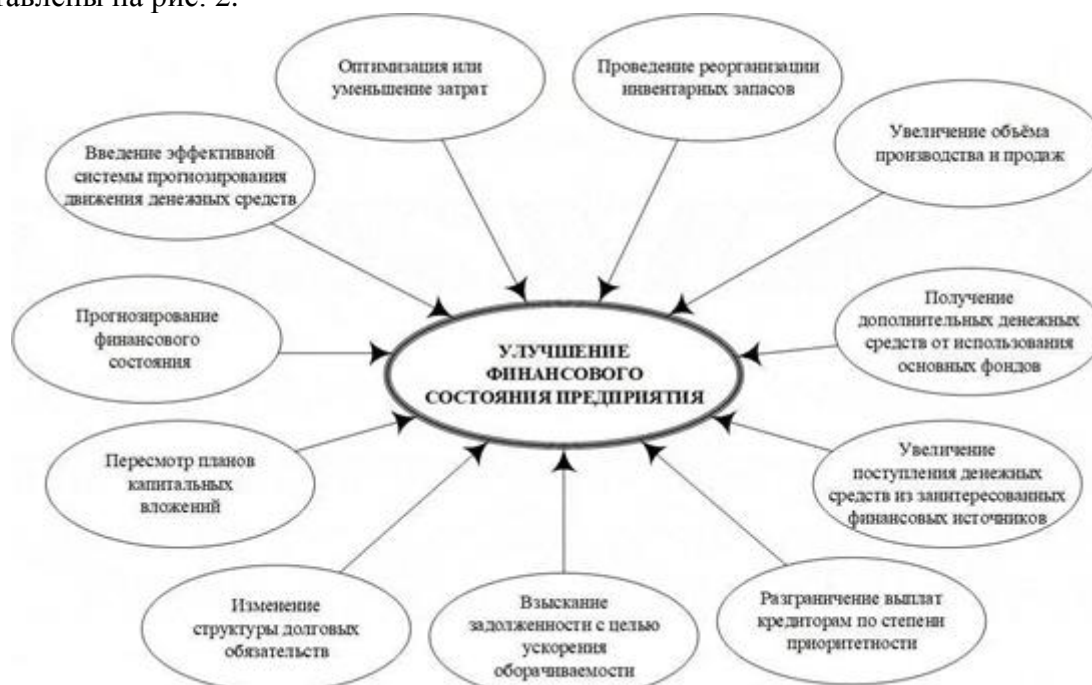 тавлены на рис. 2.
Оптимизация или
уменьшение затрат
Проведение реорганизации
инвентарных запасов
Увеличение объёма
производства и продаж
Введение эффективной
системы прогнозирования
движения денежных средств
Прогнозирование
финансового
состояния
УЛУЧШЕНИЕ
ФИНАНСОВОГО
СОСТОЯНИЯ ПРЕДПРИЯТИЯ
Получение
дополнительных денежных
средств от использования
основных фондов
Пересмотр планов
капитальных
вложений
Увеличение
поступления денежных
средств из заинтересованных
финансовых источников
Изменение
структуры долговых
обязательств
Взыскание
задолженности с целью
ускорения
оборачиваемости
Разграничение выплат
кредиторам по степени
приоритетности